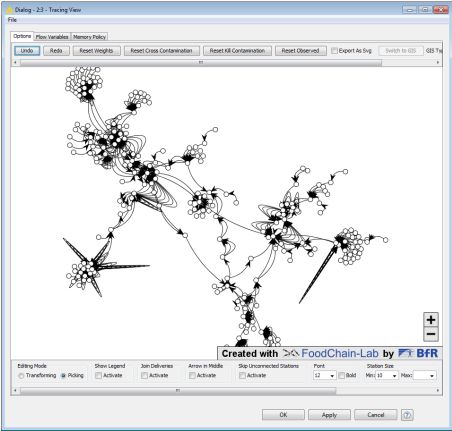 Dialog - 2:3 - Tracing View
File
Options Flow Variables Memory Policy
Undo Redo Reset Weights Reset Cross Contamination Reset Kill Contamination Reset Observed Export As Svg Switch to GIS GIS Ty
Created with FoodChain-Lab by BfR
Editing Mode Show Legend Join Deliveries Arrow in Middle Skip Unconnected Stations Font Station Size
Transforming Picking Activate Activate Activate Activate 12 Bold Min: 10 Max:
OK Apply Cancel